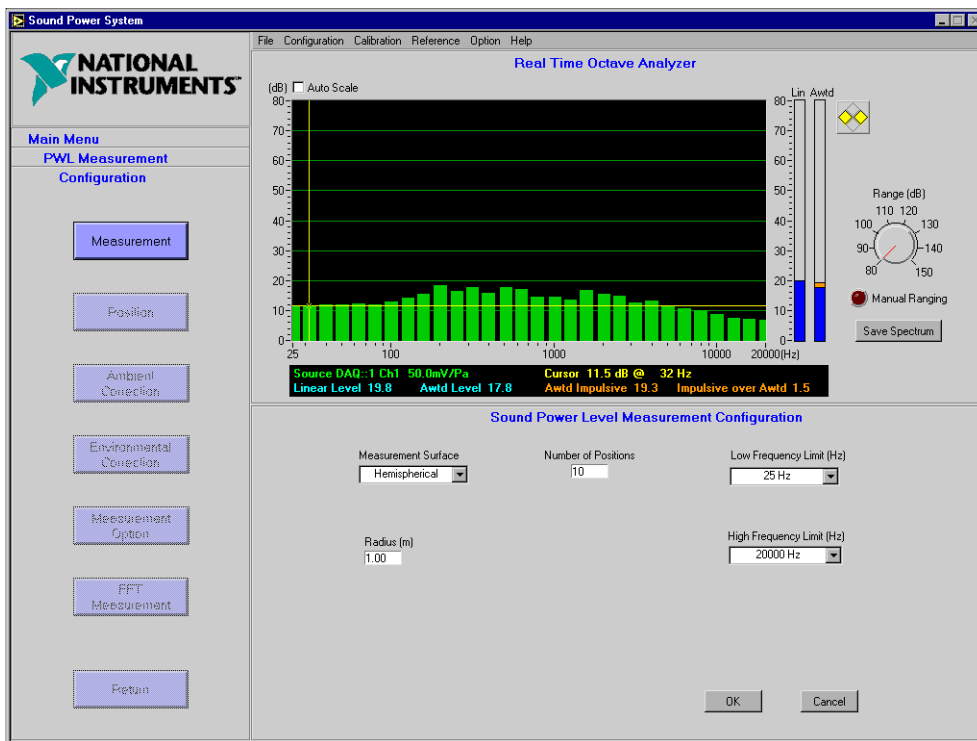 Sound Power System
NATIONAL
INSTRUMENTS
Main Menu
PWL Measurement
Configuration
Measurement
Position
Ambient
Correction
Environmental
Correction
Measurement
Option
FFT
Measurement
Return
File Configuration Calibration Reference Option Help
Real Time Octave Analyzer
(dB) Auto Scale
Lin Awtd
80 80
70 70
60 60
50 50
40 40
30 30
20 20
10 10
0 0
25 100 1000 10000 20000(Hz)
Range (dB)
110 120
100 130
90 140
80 150
Manual Ranging
Save Spectrum
Source DAQ::1 Ch1 50.0mV/Pa Cursor 11.5 dB @ 32 Hz
Linear Level 19.8 Awtd Level 17.8 Awtd Impulsive 19.3 Impulsive over Awtd 1.5
Sound Power Level Measurement Configuration
Measurement Surface Number of Positions Low Frequency Limit (Hz)
Hemispherical 10 25 Hz
Radius (m) High Frequency Limit (Hz)
1.00 20000 Hz
OK Cancel